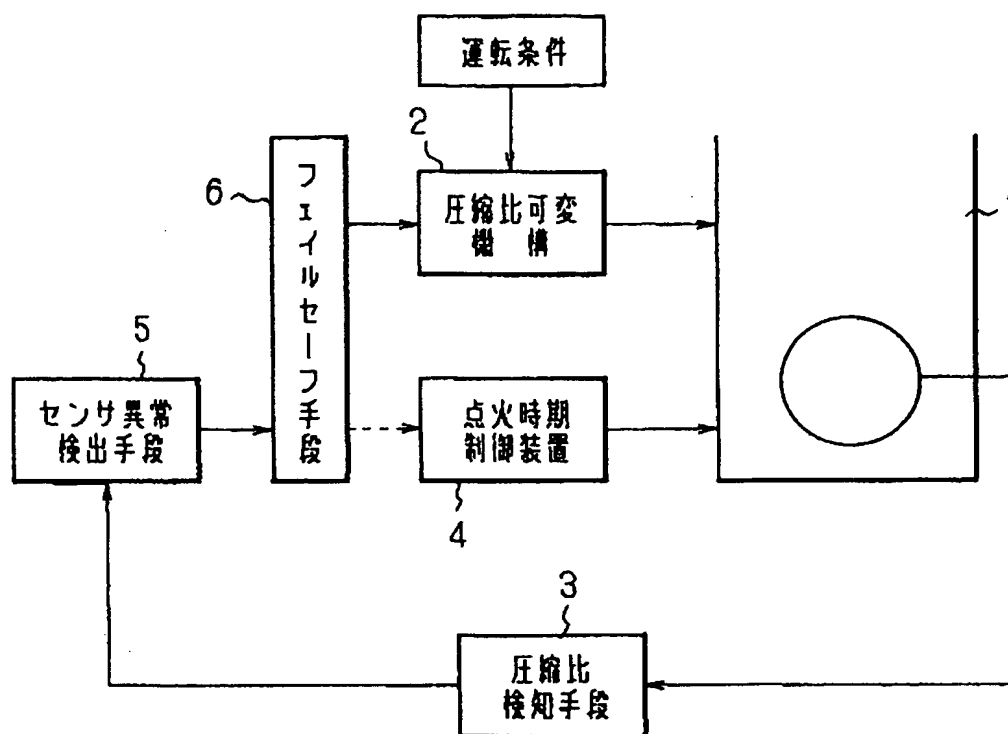 運転条件
2
圧縮比可変
機構
6
フェイルセーフ手段
5
センサ異常
検出手段
点火時期
制御装置
4
3
圧縮比
検知手段